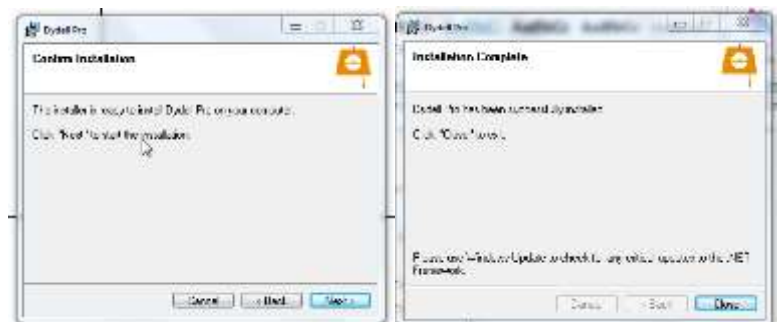 Dydell Pro
Confirm Installation
The installer is ready to install Dydell Pro on your computer.
Click "Next" to start the installation.
Cancel
< Back
Next >
Installation Complete
Dydell Pro has been successfully installed.
Click "Close" to exit.
Please use Windows Update to check for any critical updates to the .NET
Framework.
Cancel
< Back
Close